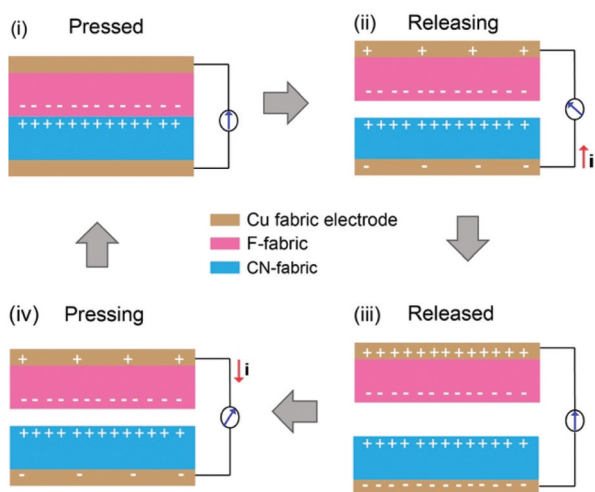 (i) Pressed
(ii) Releasing
- - - - - - - - - - - - -
+ + + + + + + + + + + + +
+ + + +
- - - - - - - - - - - - -
+ + + + + + + + + + + + +
- - - -
i
Cu fabric electrode
F-fabric
CN-fabric
(iv) Pressing
(iii) Released
+ + + +
- - - - - - - - - - - - -
+ + + + + + + + + + + + +
- - - -
i
+ + + + + + + + + + + + +
- - - - - - - - - - - - -
+ + + + + + + + + + + + +
- - - - - - - - - - - - -